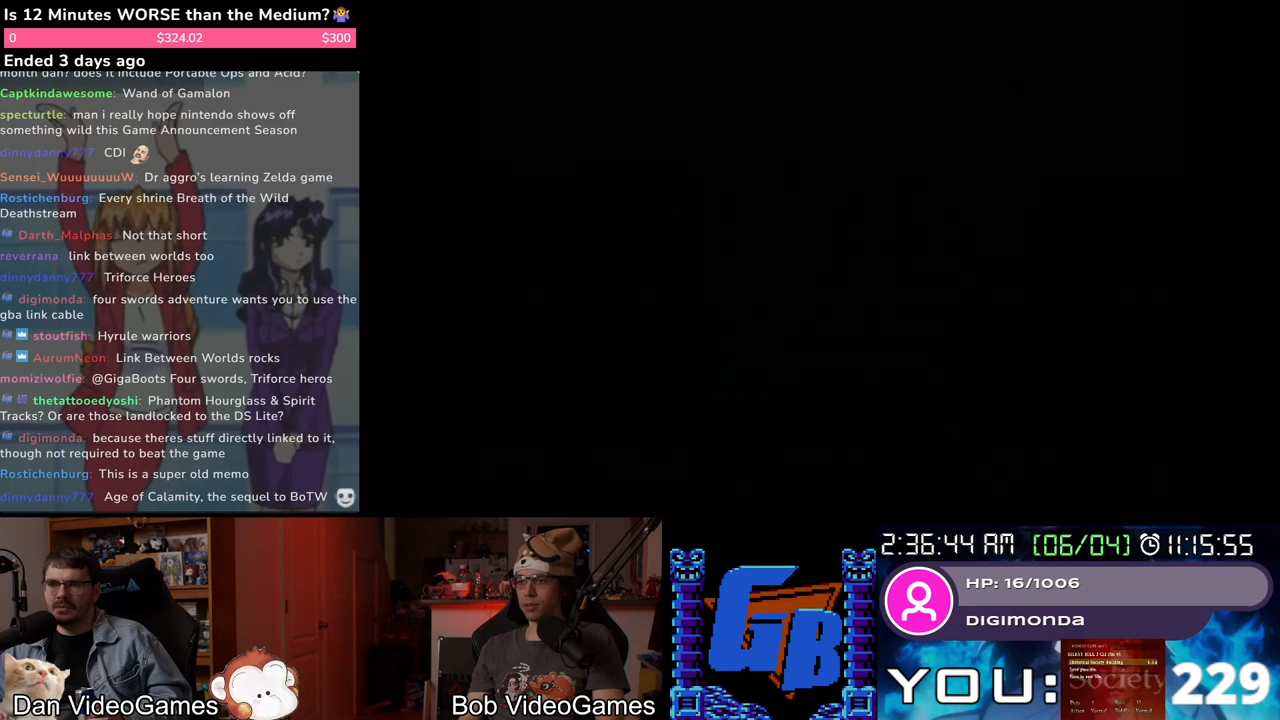 Is 12 Minutes WORSE than the Medium?🤷‍♀️
0 $324.02 $300
Ended 3 days ago
month dan? does it include Portable Ops and Acid?
Captkindawesome: Wand of Gamalon
specturtle: man i really hope nintendo shows off
something wild this Game Announcement Season
dinnydanny777 CDI
Sensei_WuuuuuuuuW: Dr aggro's learning Zelda game
Rostichenburg: Every shrine Breath of the Wild
Deathstream
Darth_Malphas Not that short
reverrana link between worlds too
dinnydanny777 Triforce Heroes
digimonda: four swords adventure wants you to use the
gba link cable
stoutfish: Hyrule warriors
AurumNeon: Link Between Worlds rocks
momiziwolfie: @GigaBoots Four swords, Triforce heros
thetattooedyoshi: Phantom Hourglass & Spirit
Tracks? Or are those landlocked to the DS Lite?
digimonda: because theres stuff directly linked to it,
though not required to beat the game
Rostichenburg: This is a super old memo
dinnydanny777 Age of Calamity, the sequel to BoTW
Dan VideoGames
Bob VideoGames
GB
2:36:44 AM [06/04] ⏰ 11:15:55
HP: 16/1006
DIGIMONDA
YOU: 229
Society